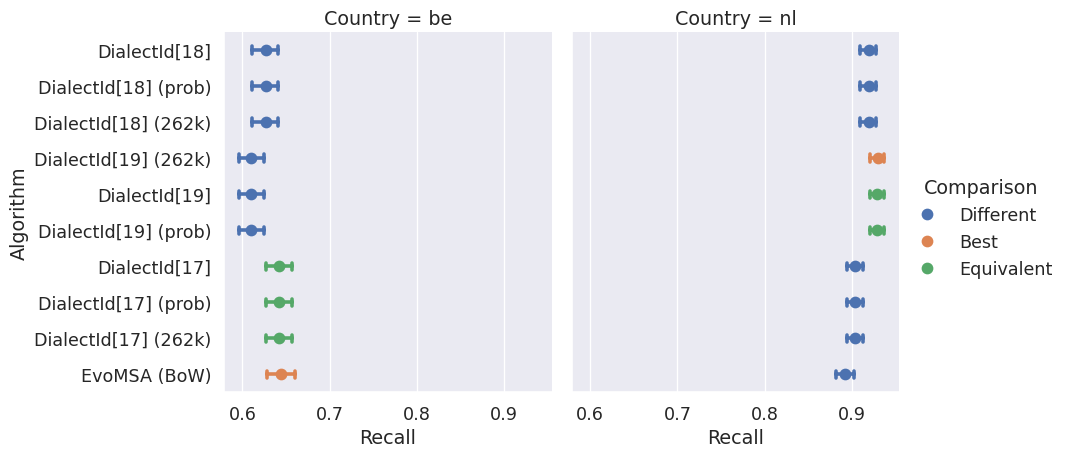 Country = be
Country = nl
DialectId[18]
DialectId[18] (prob)
DialectId[18] (262k)
DialectId[19] (262k)
DialectId[19]
DialectId[19] (prob)
DialectId[17]
DialectId[17] (prob)
DialectId[17] (262k)
EvoMSA (BoW)
Algorithm
0.6 0.7 0.8 0.9
Recall
0.6 0.7 0.8 0.9
Recall
Comparison
Different
Best
Equivalent